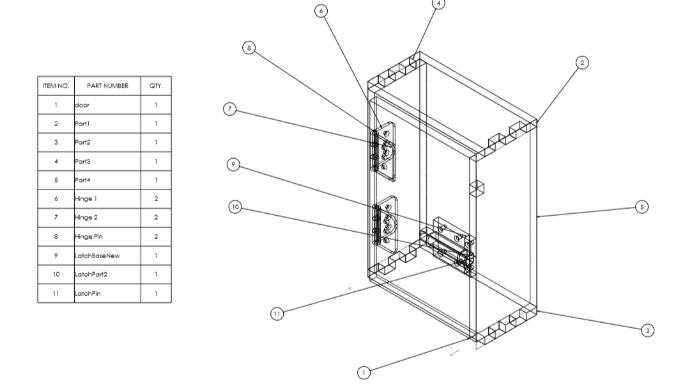 ITEM NO. PART NUMBER QTY.
1 door 1
2 Part1 1
3 Part2 1
4 Part3 1
5 Part4 1
6 Hinge 1 2
7 Hinge 2 2
8 Hinge Pin 2
9 LatchBaseNew 1
10 LatchPart2 1
11 LatchPin 1
4
6
8
2
7
9
10
5
11
3
1